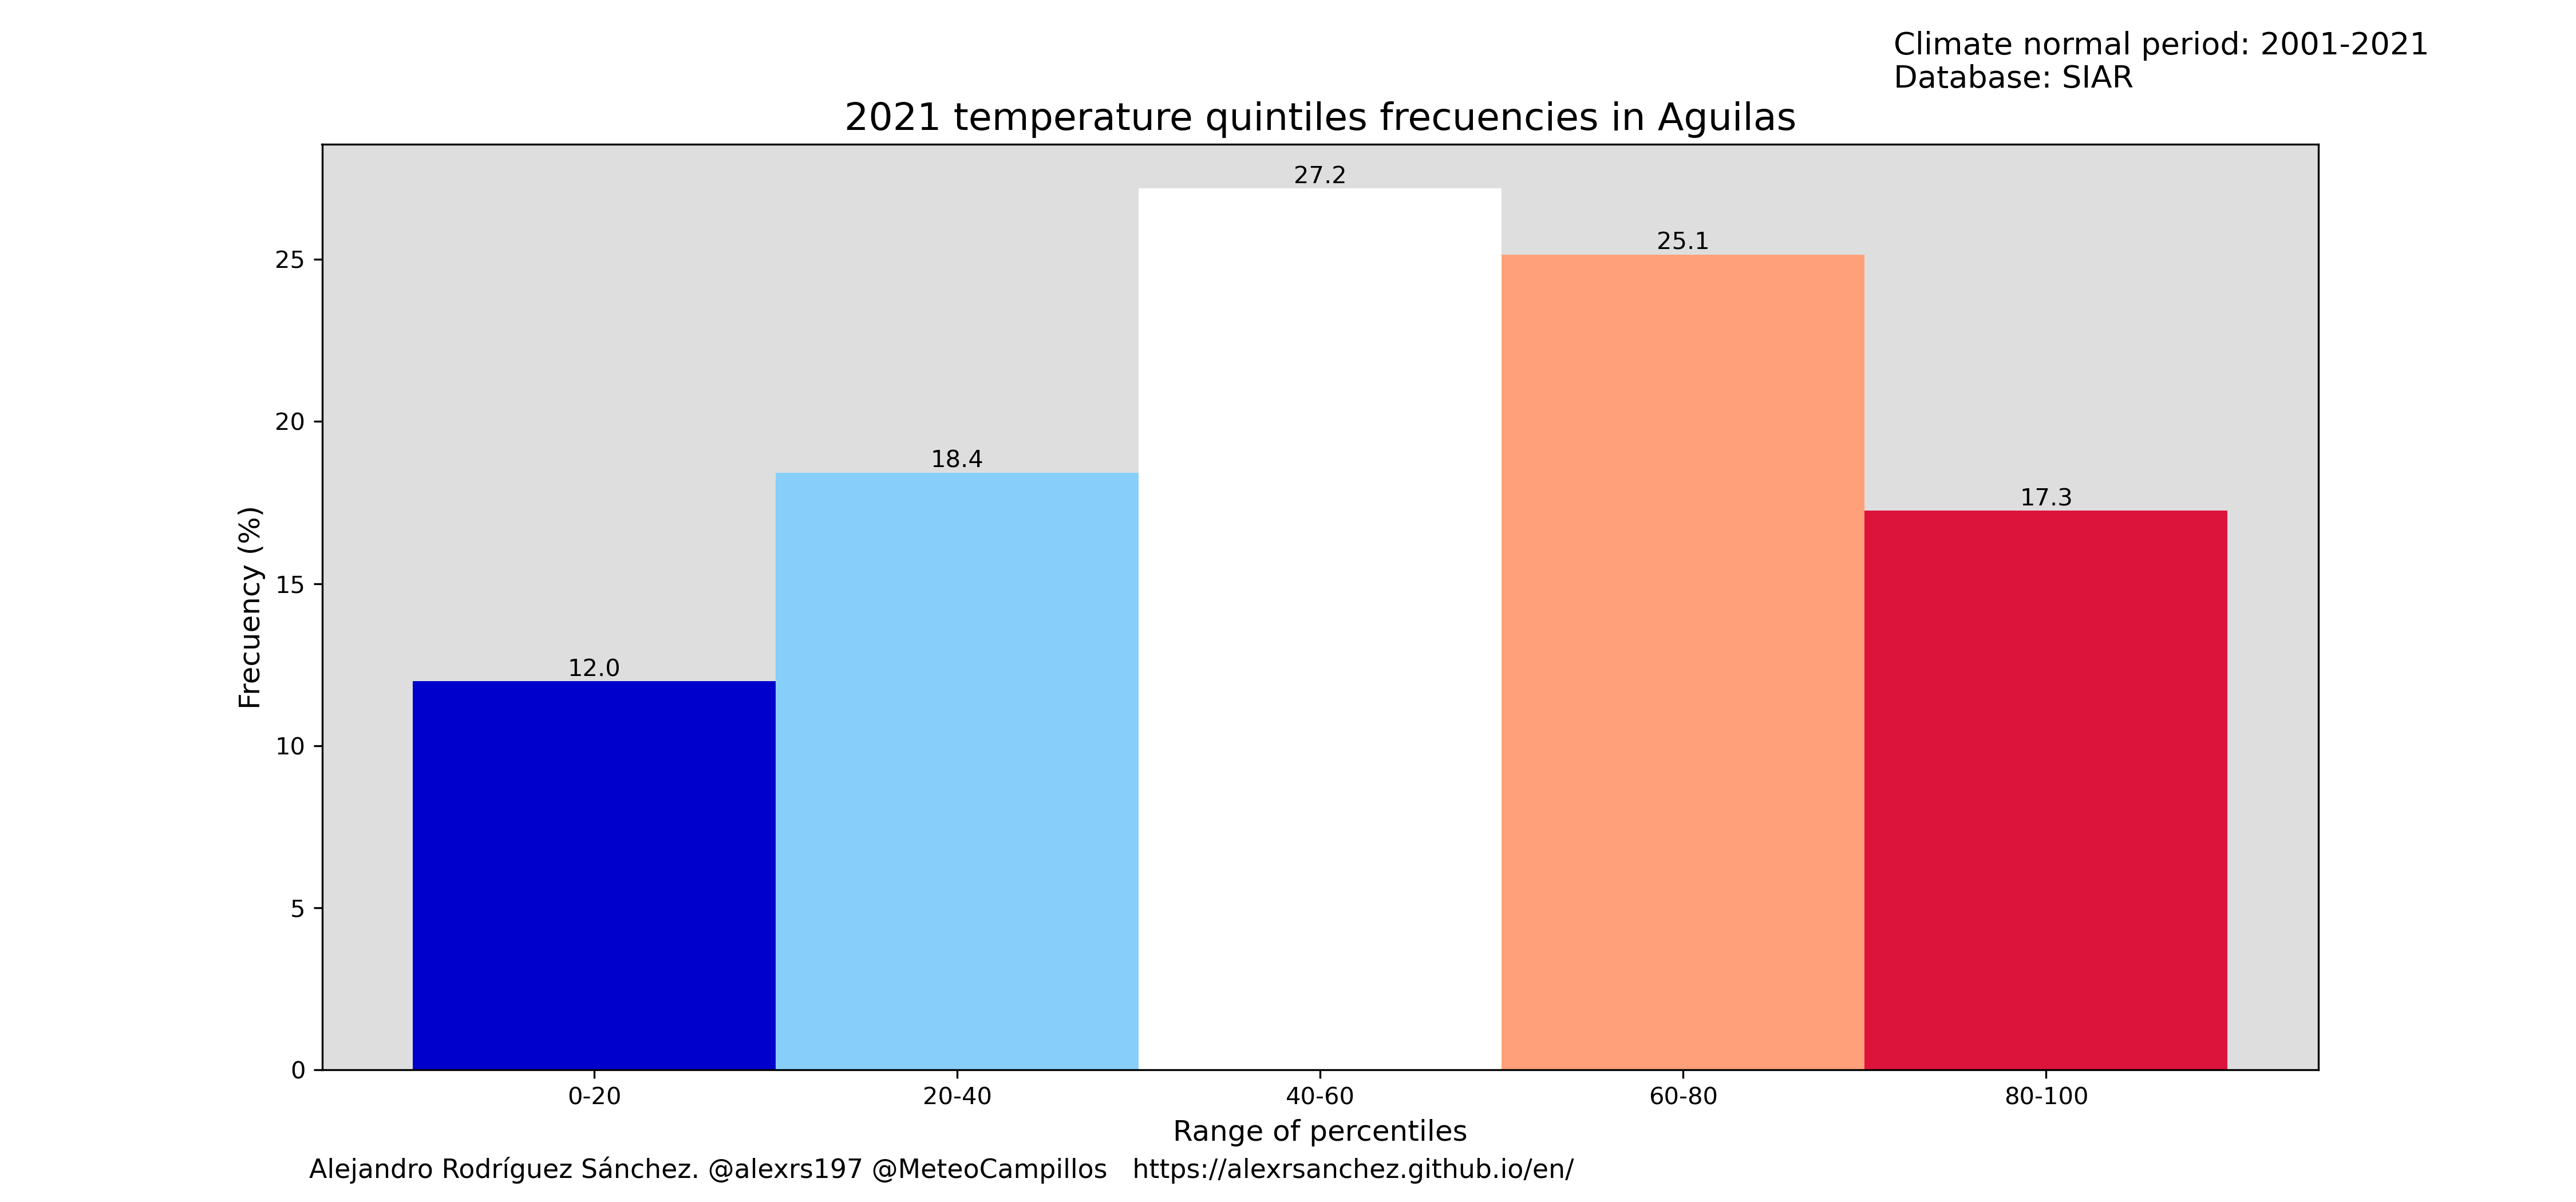 Climate normal period: 2001-2021
Database: SIAR
2021 temperature quintiles frecuencies in Aguilas
27.2
25.1
18.4
17.3
12.0
25
20
15
10
5
0
Frecuency (%)
0-20 20-40 40-60 60-80 80-100
Range of percentiles
Alejandro Rodríguez Sánchez. @alexrs197 @MeteoCampillos https://alexrsanchez.github.io/en/